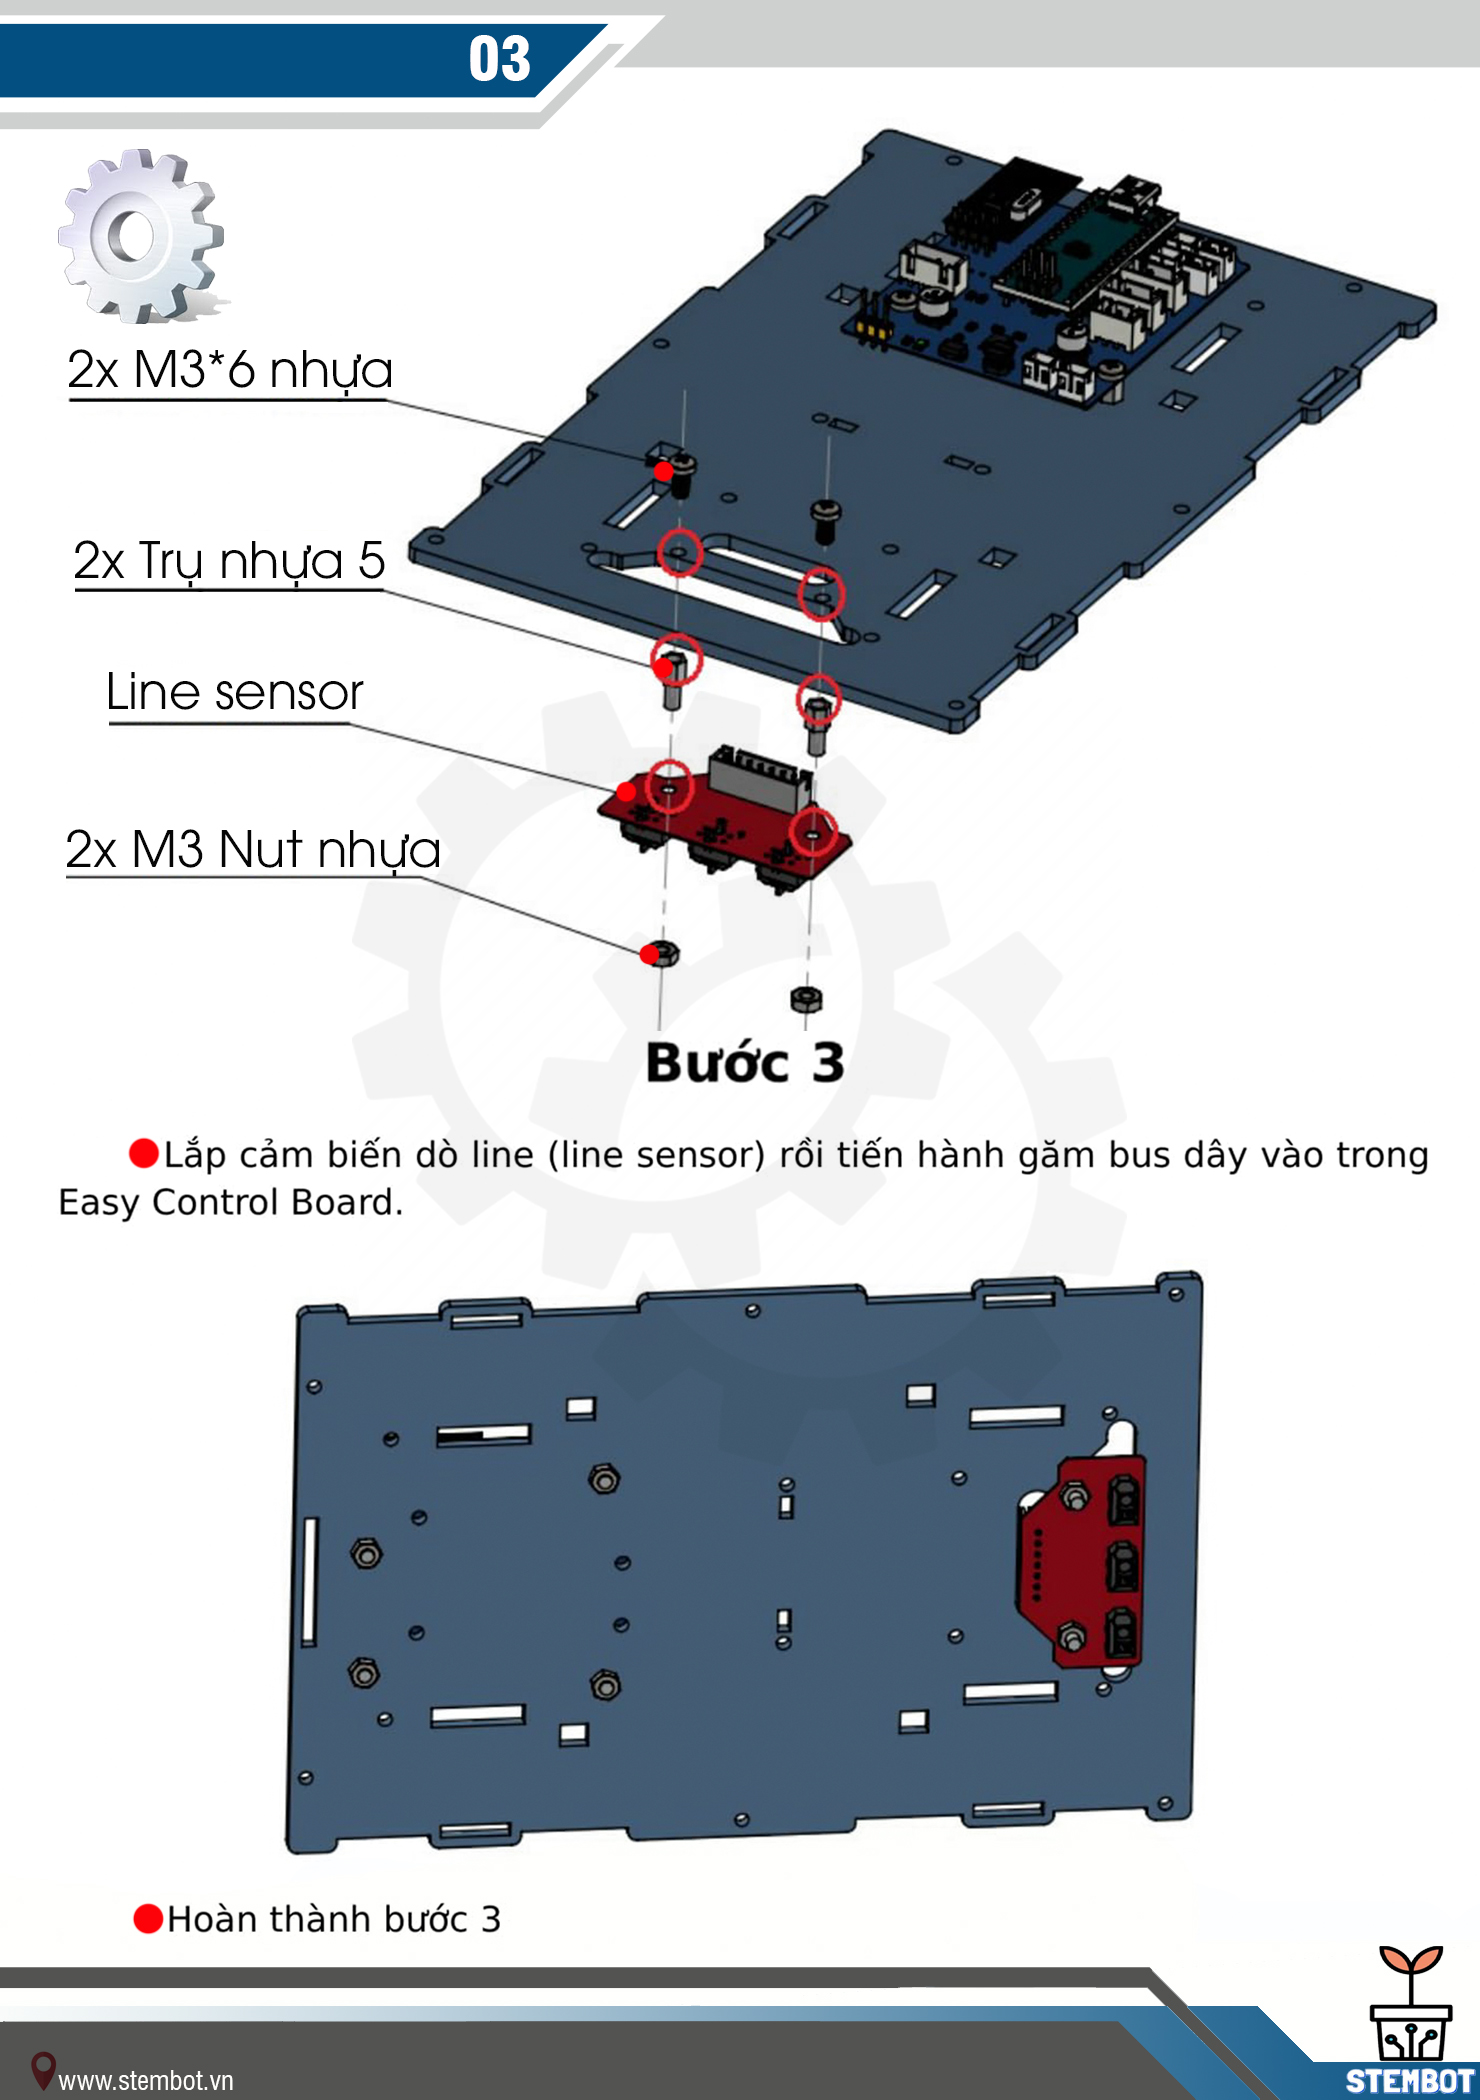 03
2x M3*6 nhựa
2x Trụ nhựa 5
Line sensor
2x M3 Nut nhựa
Bước 3
Lắp cảm biến dò line (line sensor) rồi tiến hành găm bus dây vào trong
Easy Control Board.
Hoàn thành bước 3
www.stembot.vn
STEMBOT